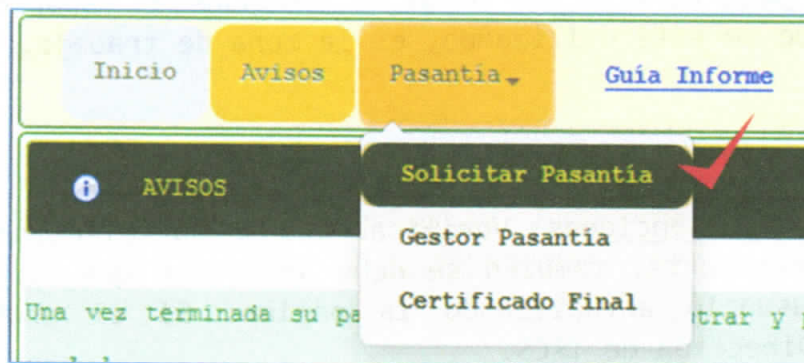 Inicio Avisos Pasantía Guía Informe
AVISOS
Solicitar Pasantía
Gestor Pasantía
Certificado Final
Una vez terminada su pa trar y